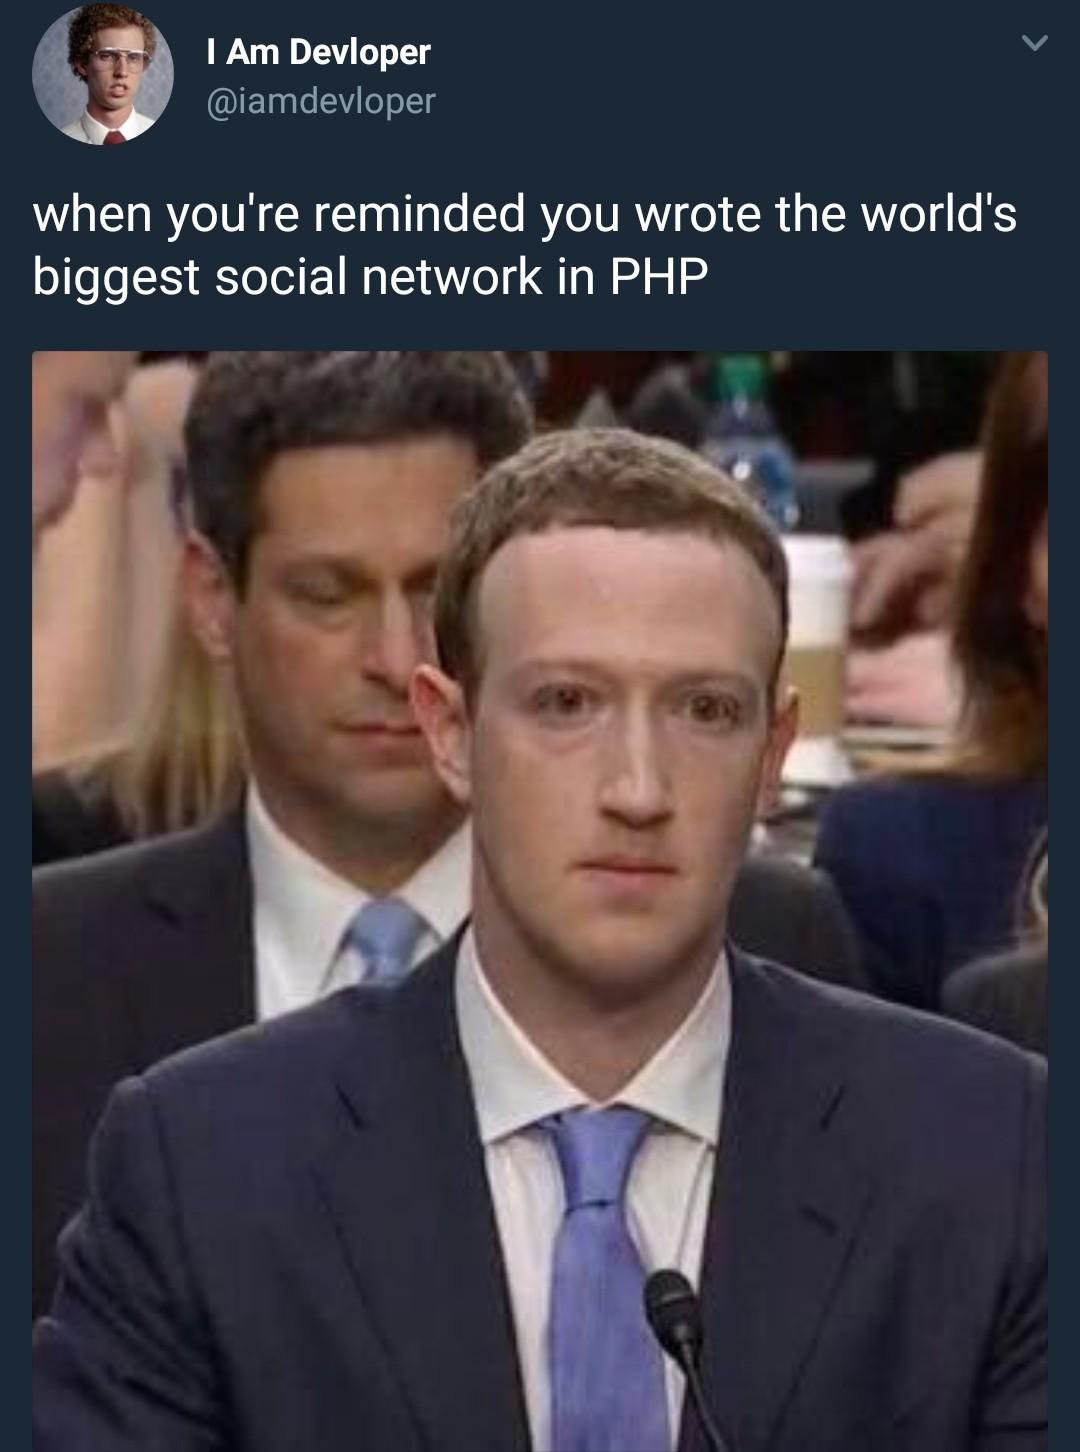 I Am Devloper
@iamdevloper
when you're reminded you wrote the world's
biggest social network in PHP